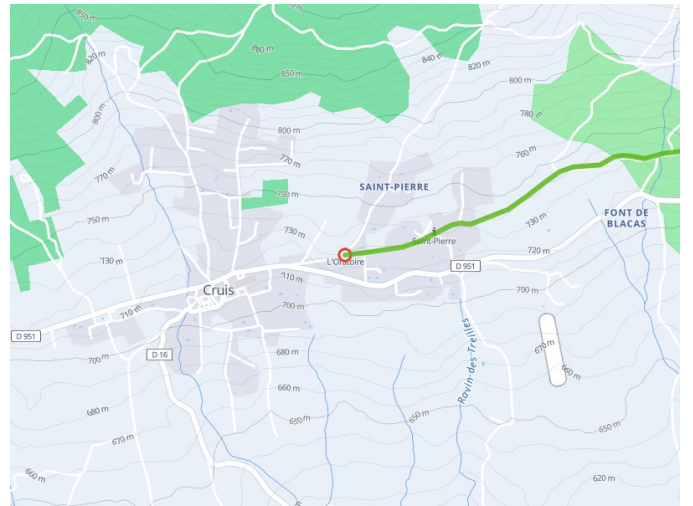 850 m
820 m
880 m
850 m
840 m
820 m
800 m
780 m
760 m
800 m
800 m
770 m
770 m
750 m
SAINT-PIERRE
750 m
730 m
730 m
FONT DE
BLACAS
Saint-Pierre
720 m
730 m
L'Oratoire
D 951
710 m
700 m
Cruis
700 m
710 m
D 951
D 16
700 m
680 m
670 m
660 m
660 m
Ravin des Treilles
680 m
650 m
650 m
650 m
670 m
660 m
620 m